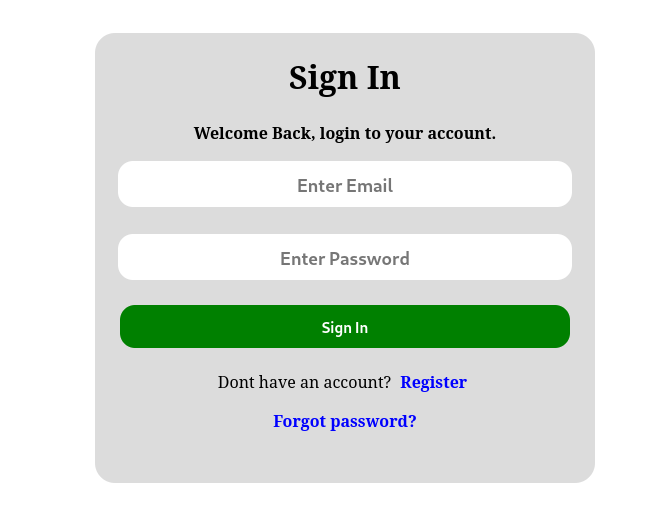 Sign In
Welcome Back, login to your account.
Enter Email
Enter Password
Sign In
Dont have an account? Register
Forgot password?